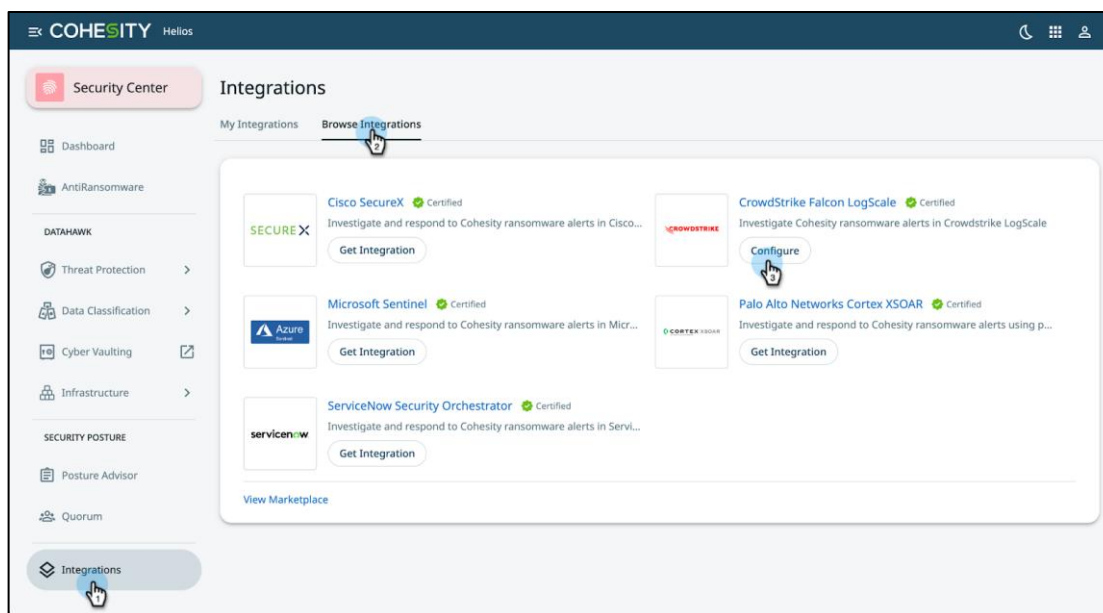 COHESITY Helios
Security Center
Dashboard
AntiRansomware
DATAHAWK
Threat Protection
Data Classification
Cyber Vaulting
Infrastructure
SECURITY POSTURE
Posture Advisor
Quorum
Integrations
1
Integrations
My Integrations Browse Integrations
2
SECUREX
Cisco SecureX Certified
Investigate and respond to Cohesity ransomware alerts in Cisco...
Get Integration
CROWDSTRIKE
CrowdStrike Falcon LogScale Certified
Investigate Cohesity ransomware alerts in Crowdstrike LogScale
Configure
3
Azure
Sentinel
Microsoft Sentinel Certified
Investigate and respond to Cohesity ransomware alerts in Micr...
Get Integration
CORTEX XSOAR
Palo Alto Networks Cortex XSOAR Certified
Investigate and respond to Cohesity ransomware alerts using p...
Get Integration
servicenow
ServiceNow Security Orchestrator Certified
Investigate and respond to Cohesity ransomware alerts in Servi...
Get Integration
View Marketplace